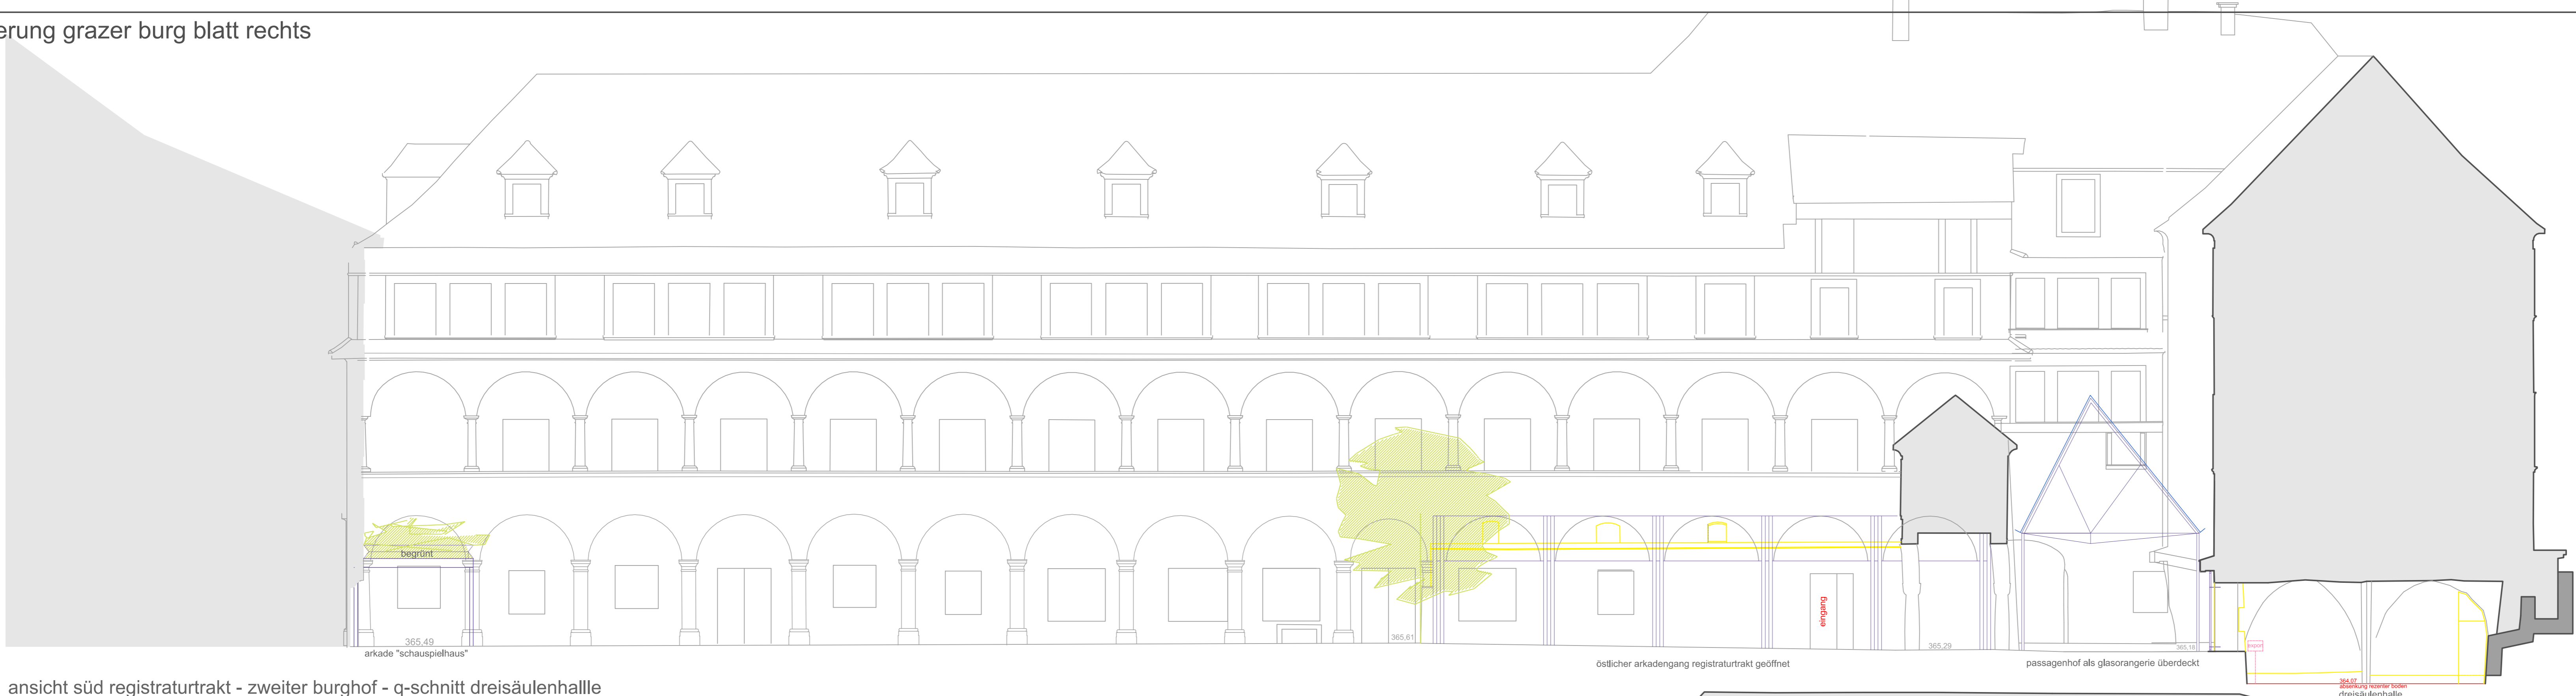 erung grazer burg blatt rechts
begrünt
365,49
arkade "schauspielhaus"
365,61
eingang
365,29
365,18
östlicher arkadengang registraturtrakt geöffnet
passagenhof als glasorangerie überdeckt
364,07
absenkung rezenter boden
dreisäulenhalle
ansicht süd registraturtrakt - zweiter burghof - q-schnitt dreisäulenhallle